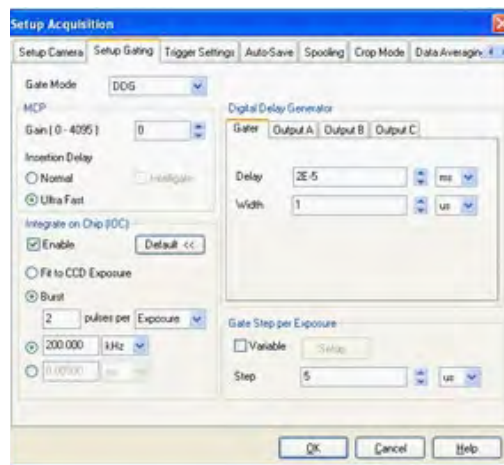 Setup Acquisition
Setup Camera Setup Gating Trigger Settings Auto-Save Spooling Crop Mode Data Averagin
Gate Mode DDG
MCP
Gain ( 0 - 4095 ) 0
Insertion Delay
Normal Intelligate
Ultra Fast
Integrate on Chip (IOC)
Enable Default <<
Fit to CCD Exposure
Burst
2 pulses per Exposure
200.000 kHz
Digital Delay Generator
Gater Output A Output B Output C
Delay 2E-5 ms
Width 1 us
Gate Step per Exposure
Variable Setup
Step 5 us
OK Cancel Help